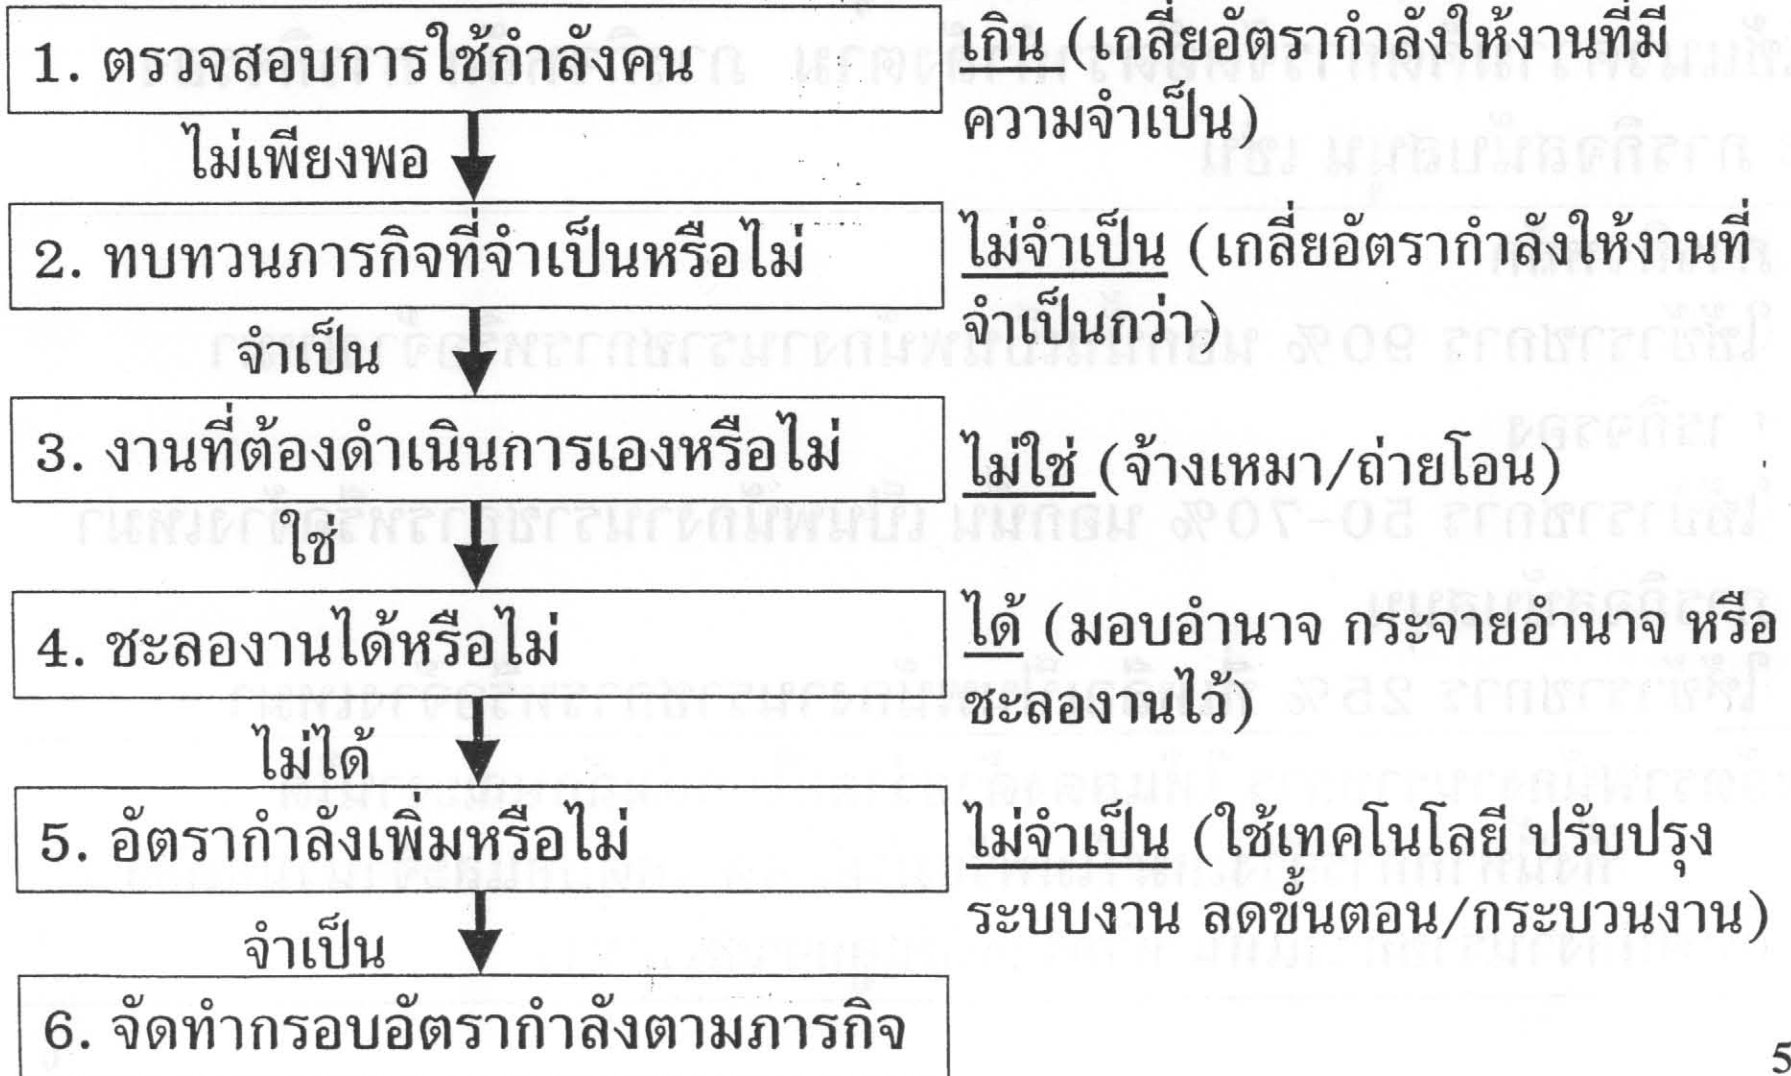 1. ตรวจสอบการใช้กำลังคน
เกิน (เกลี่ยอัตรากำลังให้งานที่มี
ความจำเป็น)
ไม่เพียงพอ
2. ทบทวนภารกิจที่จำเป็นหรือไม่
ไม่จำเป็น (เกลี่ยอัตรากำลังให้งานที่
จำเป็นกว่า)
จำเป็น
3. งานที่ต้องดำเนินการเองหรือไม่
ไม่ใช่ (จ้างเหมา/ถ่ายโอน)
ใช่
4. ชะลองานได้หรือไม่
ได้ (มอบอำนาจ กระจายอำนาจ หรือ
ชะลองานไว้)
ไม่ได้
5. อัตรากำลังเพิ่มหรือไม่
ไม่จำเป็น (ใช้เทคโนโลยี ปรับปรุง
ระบบงาน ลดขั้นตอน/กระบวนงาน)
จำเป็น
6. จัดทำกรอบอัตรากำลังตามภารกิจ
5